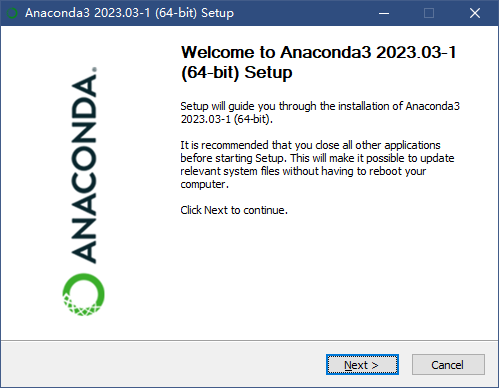 Anaconda3 2023.03-1 (64-bit) Setup
Welcome to Anaconda3 2023.03-1
(64-bit) Setup
ANACONDA.
Setup will guide you through the installation of Anaconda3
2023.03-1 (64-bit).
It is recommended that you close all other applications
before starting Setup. This will make it possible to update
relevant system files without having to reboot your
computer.
Click Next to continue.
Next >
Cancel